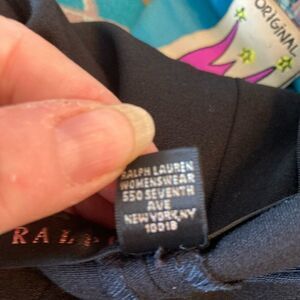 ORIGINAL
RALPH LAUREN
WOMENSWEAR
550 SEVENTH
AVE
NEW YORK, NY
10018
RALP